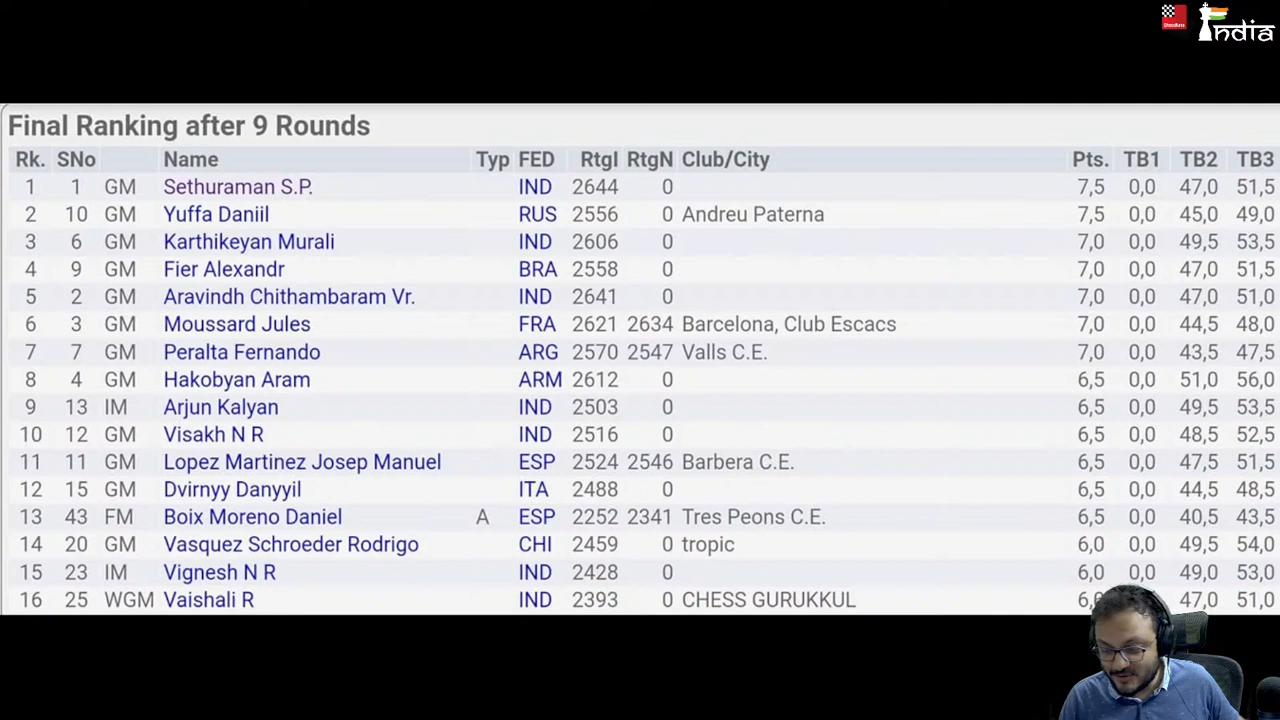 ChessBase
India
Final Ranking after 9 Rounds
Rk. SNo Name Typ FED RtgI RtgN Club/City Pts. TB1 TB2 TB3
1 1 GM Sethuraman S.P. IND 2644 0 7,5 0,0 47,0 51,5
2 10 GM Yuffa Daniil RUS 2556 0 Andreu Paterna 7,5 0,0 45,0 49,0
3 6 GM Karthikeyan Murali IND 2606 0 7,0 0,0 49,5 53,5
4 9 GM Fier Alexandr BRA 2558 0 7,0 0,0 47,0 51,5
5 2 GM Aravindh Chithambaram Vr. IND 2641 0 7,0 0,0 47,0 51,0
6 3 GM Moussard Jules FRA 2621 2634 Barcelona, Club Escacs 7,0 0,0 44,5 48,0
7 7 GM Peralta Fernando ARG 2570 2547 Valls C.E. 7,0 0,0 43,5 47,5
8 4 GM Hakobyan Aram ARM 2612 0 6,5 0,0 51,0 56,0
9 13 IM Arjun Kalyan IND 2503 0 6,5 0,0 49,5 53,5
10 12 GM Visakh N R IND 2516 0 6,5 0,0 48,5 52,5
11 11 GM Lopez Martinez Josep Manuel ESP 2524 2546 Barbera C.E. 6,5 0,0 47,5 51,5
12 15 GM Dvirnyy Danyyil ITA 2488 0 6,5 0,0 44,5 48,5
13 43 FM Boix Moreno Daniel A ESP 2252 2341 Tres Peons C.E. 6,5 0,0 40,5 43,5
14 20 GM Vasquez Schroeder Rodrigo CHI 2459 0 tropic 6,0 0,0 49,5 54,0
15 23 IM Vignesh N R IND 2428 0 6,0 0,0 49,0 53,0
16 25 WGM Vaishali R IND 2393 0 CHESS GURUKKUL 47,0 51,0